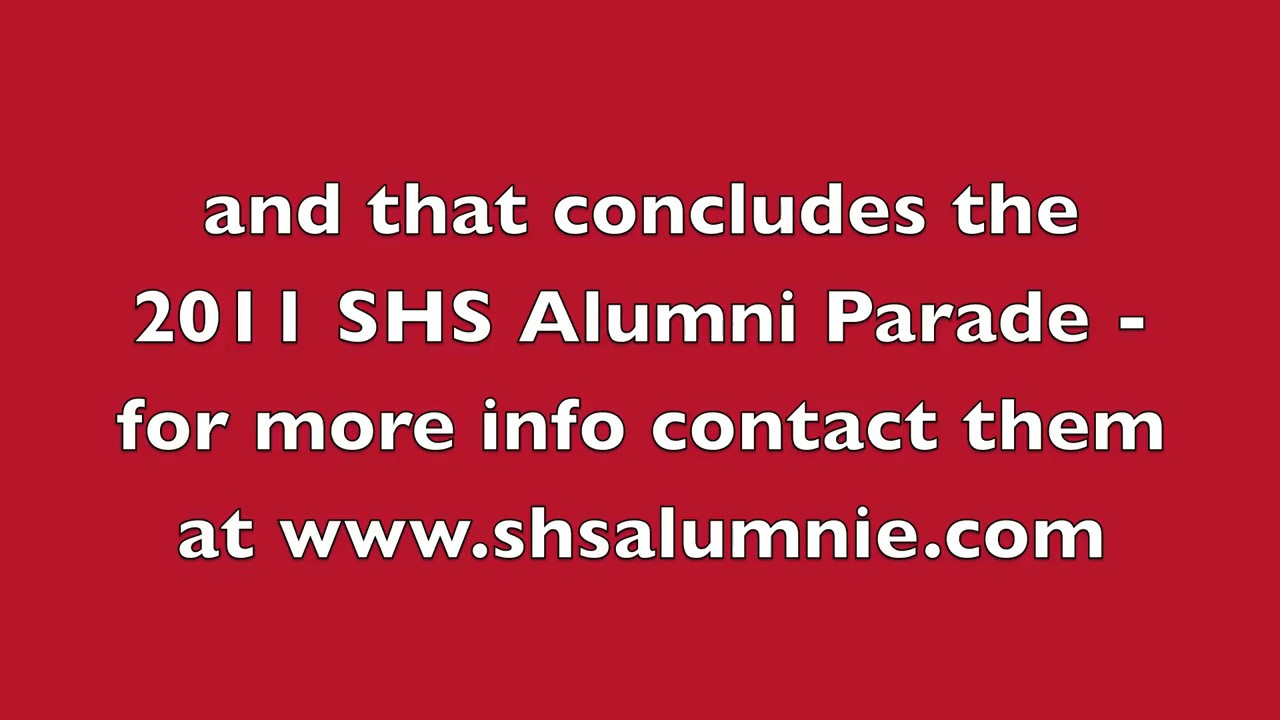 and that concludes the
2011 SHS Alumni Parade -
for more info contact them
at www.shsalumnie.com